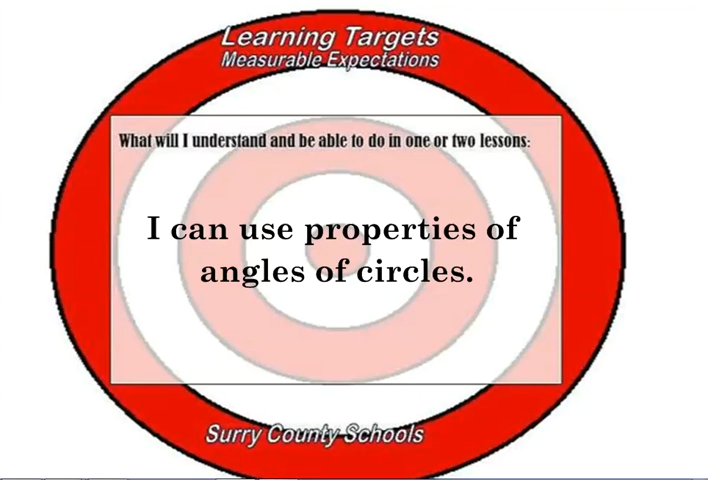 Learning Targets
Measurable Expectations
What will I understand and be able to do in one or two lessons:
I can use properties of
angles of circles.
Surry County Schools